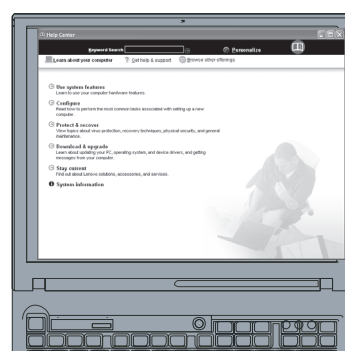 Help Center
Keyword Search
Personalize
Learn about your computer
? Get help & support
Browse other offerings
Use system features
Learn to use your computer hardware features.
Configure
Read how to perform the most common tasks associated with setting up a new
computer.
Protect & recover
View topics about virus protection, recovery techniques, physical security, and general
maintenance.
Download & upgrade
Learn about updating your PC, operating system, and device drivers, and getting
messages from your computer.
Stay current
Find out about Lenovo solutions, accessories, and services.
System information